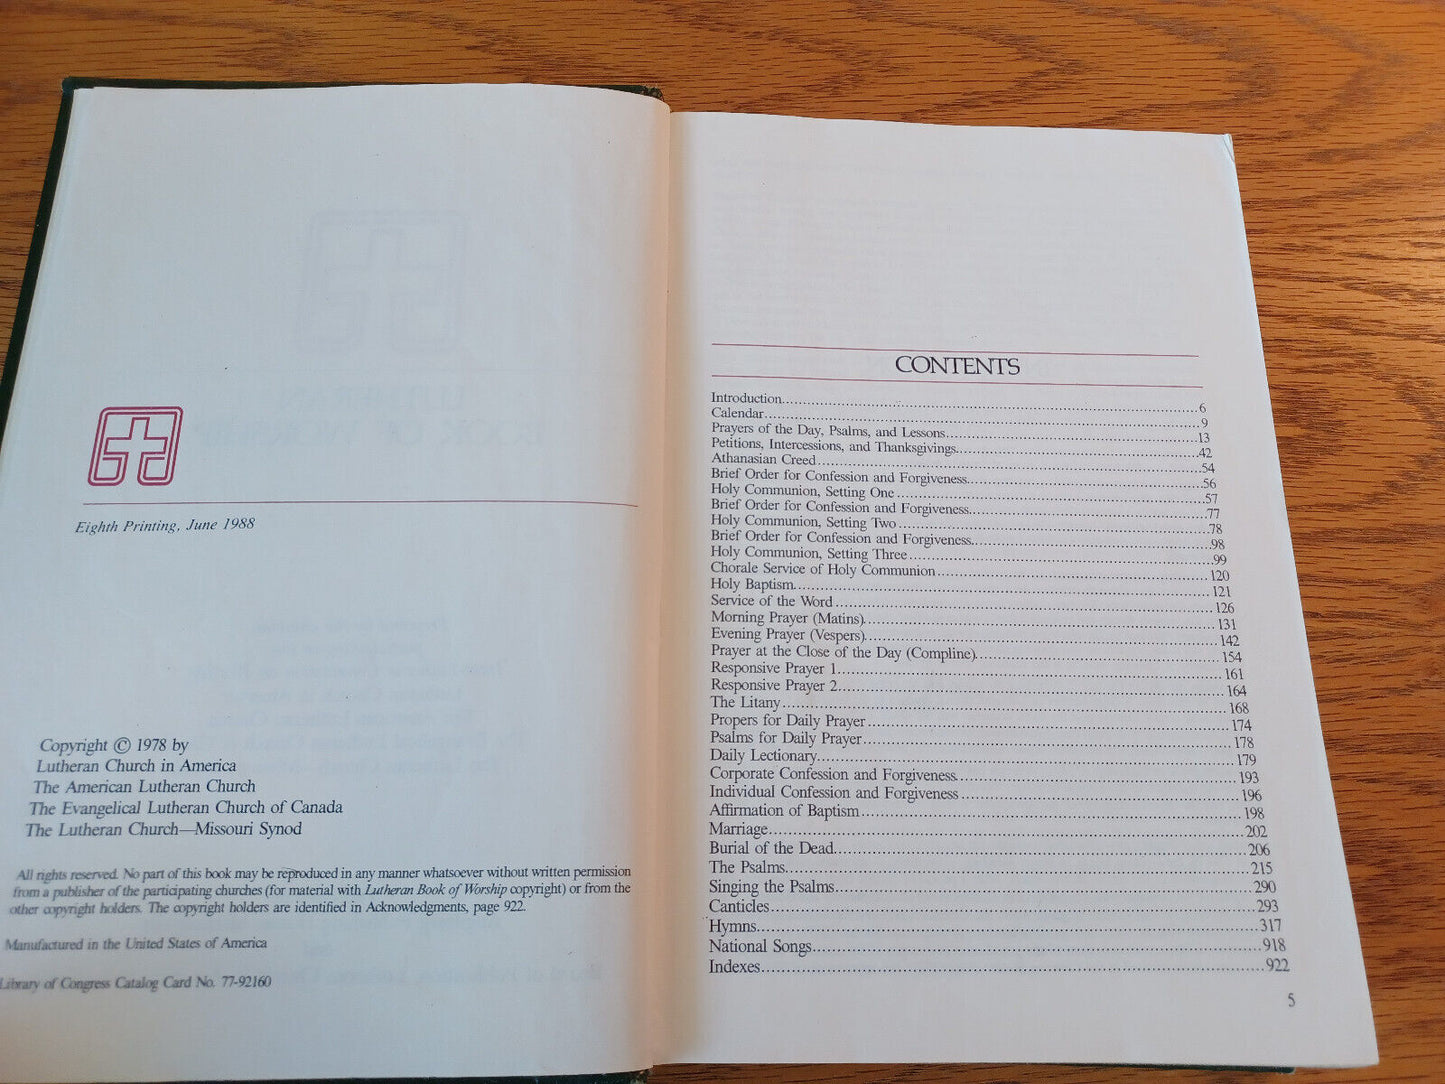 Eighth Printing, June 1988
Copyright © 1978 by
Lutheran Church in America
The American Lutheran Church
The Evangelical Lutheran Church of Canada
The Lutheran Church—Missouri Synod
All rights reserved. No part of this book may be reproduced in any manner whatsoever without written permission
from a publisher of the participating churches (for material with Lutheran Book of Worship copyright) or from the
other copyright holders. The copyright holders are identified in Acknowledgments, page 922.
Manufactured in the United States of America
Library of Congress Catalog Card No. 77-92160
CONTENTS
Introduction 6
Calendar 9
Prayers of the Day, Psalms, and Lessons 13
Petitions, Intercessions, and Thanksgivings 42
Athanasian Creed 54
Brief Order for Confession and Forgiveness 56
Holy Communion, Setting One 57
Brief Order for Confession and Forgiveness 77
Holy Communion, Setting Two 78
Brief Order for Confession and Forgiveness 98
Holy Communion, Setting Three 99
Chorale Service of Holy Communion 120
Holy Baptism 121
Service of the Word 126
Morning Prayer (Matins) 131
Evening Prayer (Vespers) 142
Prayer at the Close of the Day (Compline) 154
Responsive Prayer 1 161
Responsive Prayer 2 164
The Litany 168
Propers for Daily Prayer 174
Psalms for Daily Prayer 178
Daily Lectionary 179
Corporate Confession and Forgiveness 193
Individual Confession and Forgiveness 196
Affirmation of Baptism 198
Marriage 202
Burial of the Dead 206
The Psalms 215
Singing the Psalms 290
Canticles 293
Hymns 317
National Songs 918
Indexes 922
5